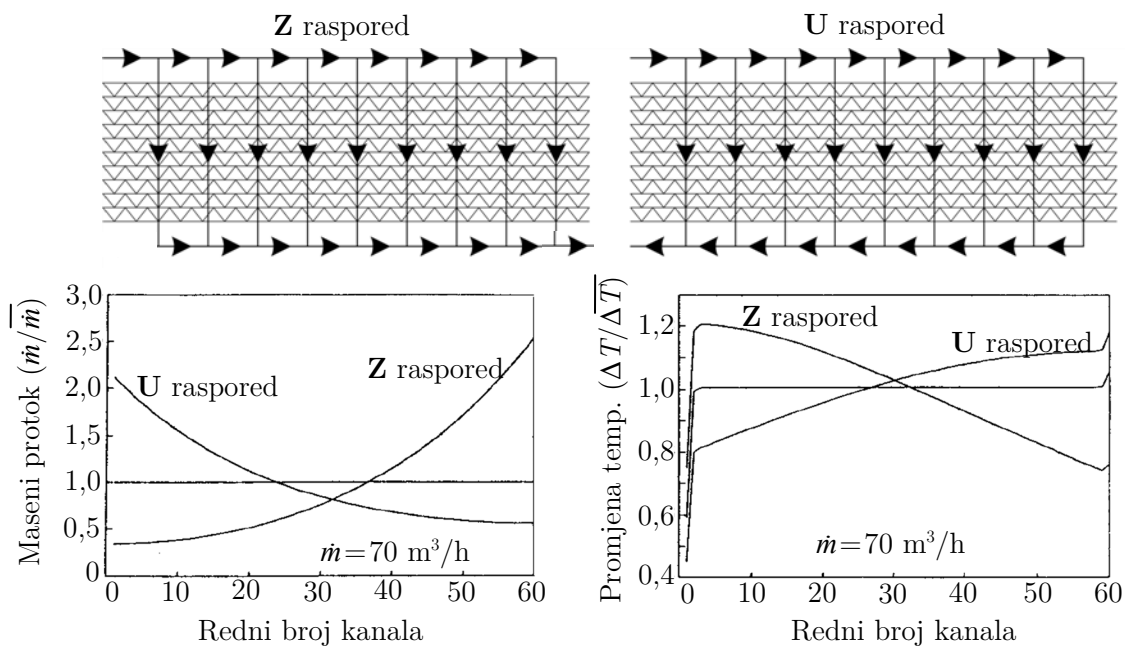 Z raspored
U raspored
Maseni protok (ṁ/ṁ̅)
3,0
2,5
2,0
1,5
1,0
0,5
0
U raspored
Z raspored
ṁ=70 m³/h
0 10 20 30 40 50 60
Redni broj kanala
Promjena temp. (ΔT/Δ̅T̅)
1,2
1,0
0,8
0,6
0,4
Z raspored
U raspored
ṁ=70 m³/h
0 10 20 30 40 50 60
Redni broj kanala